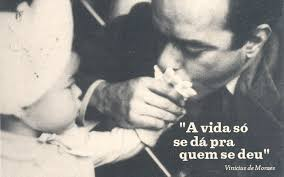 "A vida só
se dá pra
quem se deu"
Vinicius de Moraes